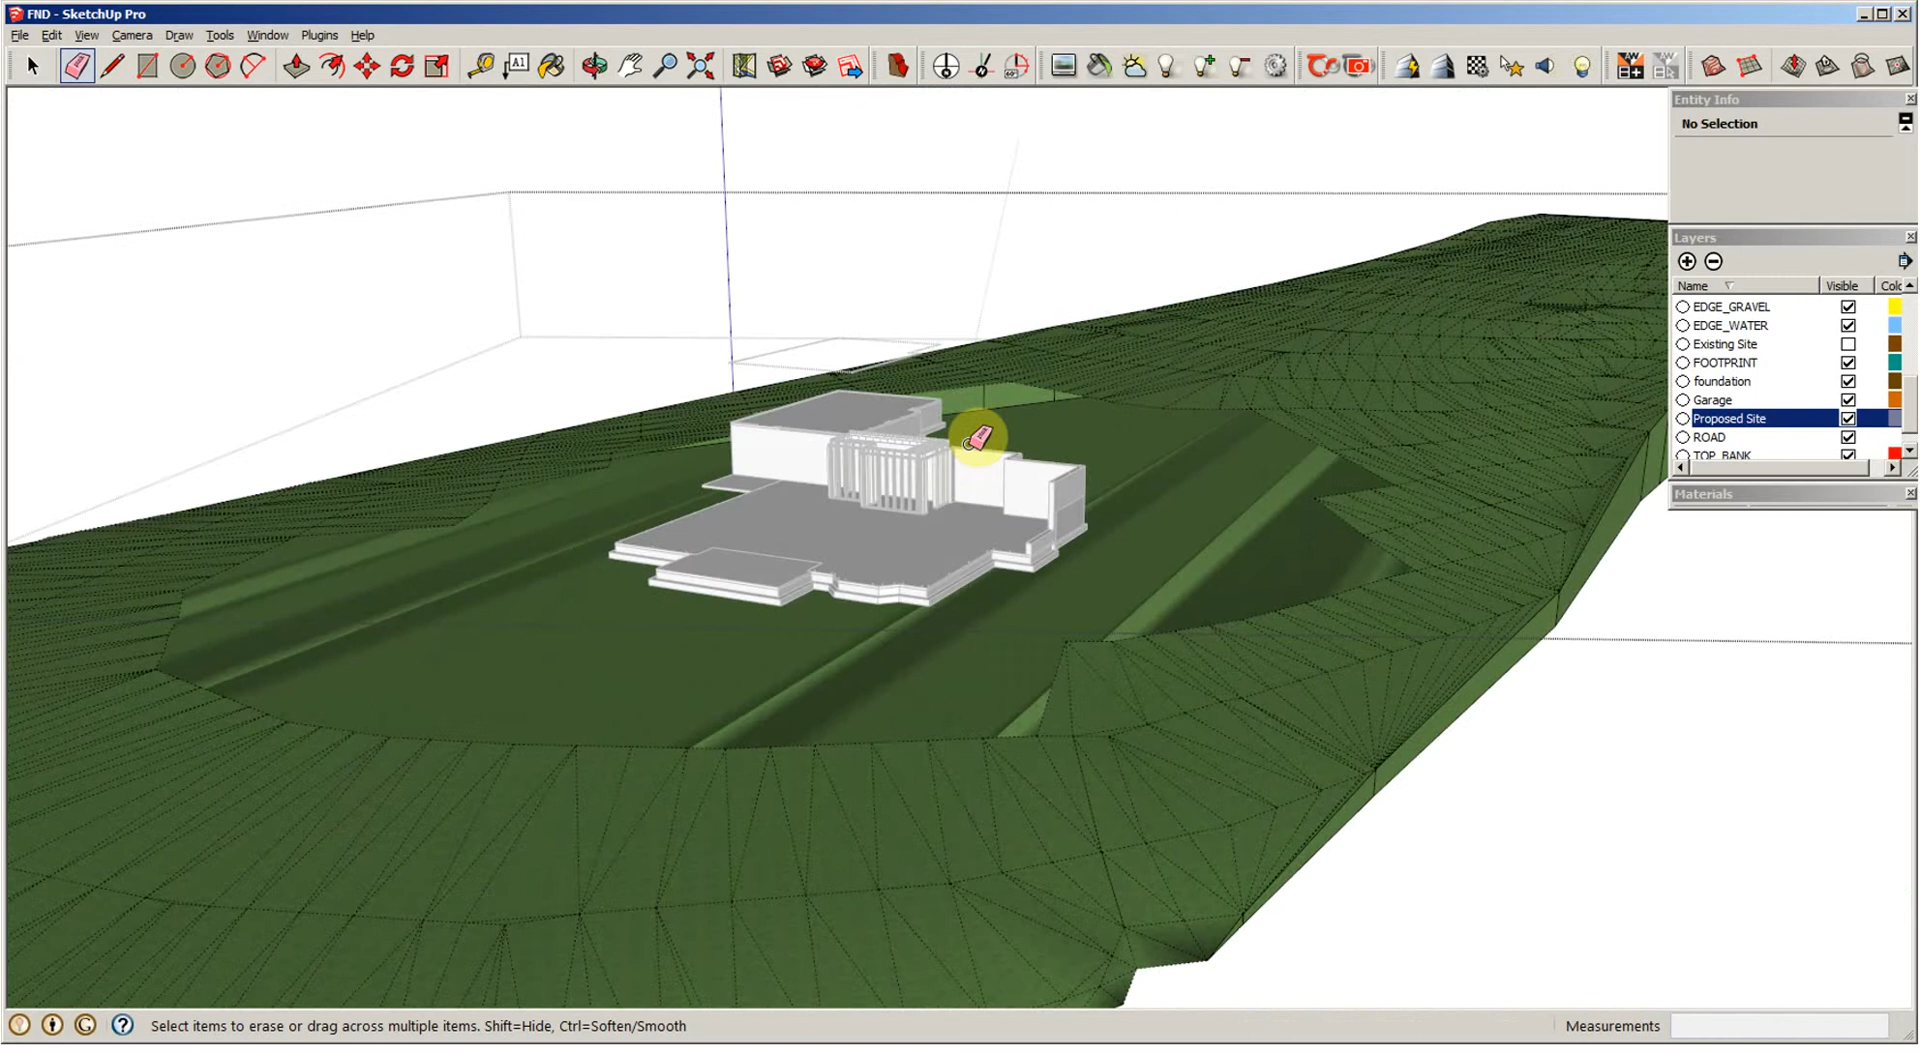 FND - SketchUp Pro
File Edit View Camera Draw Tools Window Plugins Help
A1
Entity Info
No Selection
Layers
Name Visible Colo
EDGE_GRAVEL
EDGE_WATER
Existing Site
FOOTPRINT
foundation
Garage
Proposed Site
ROAD
TOP_BANK
Materials
Select items to erase or drag across multiple items. Shift=Hide, Ctrl=Soften/Smooth
Measurements